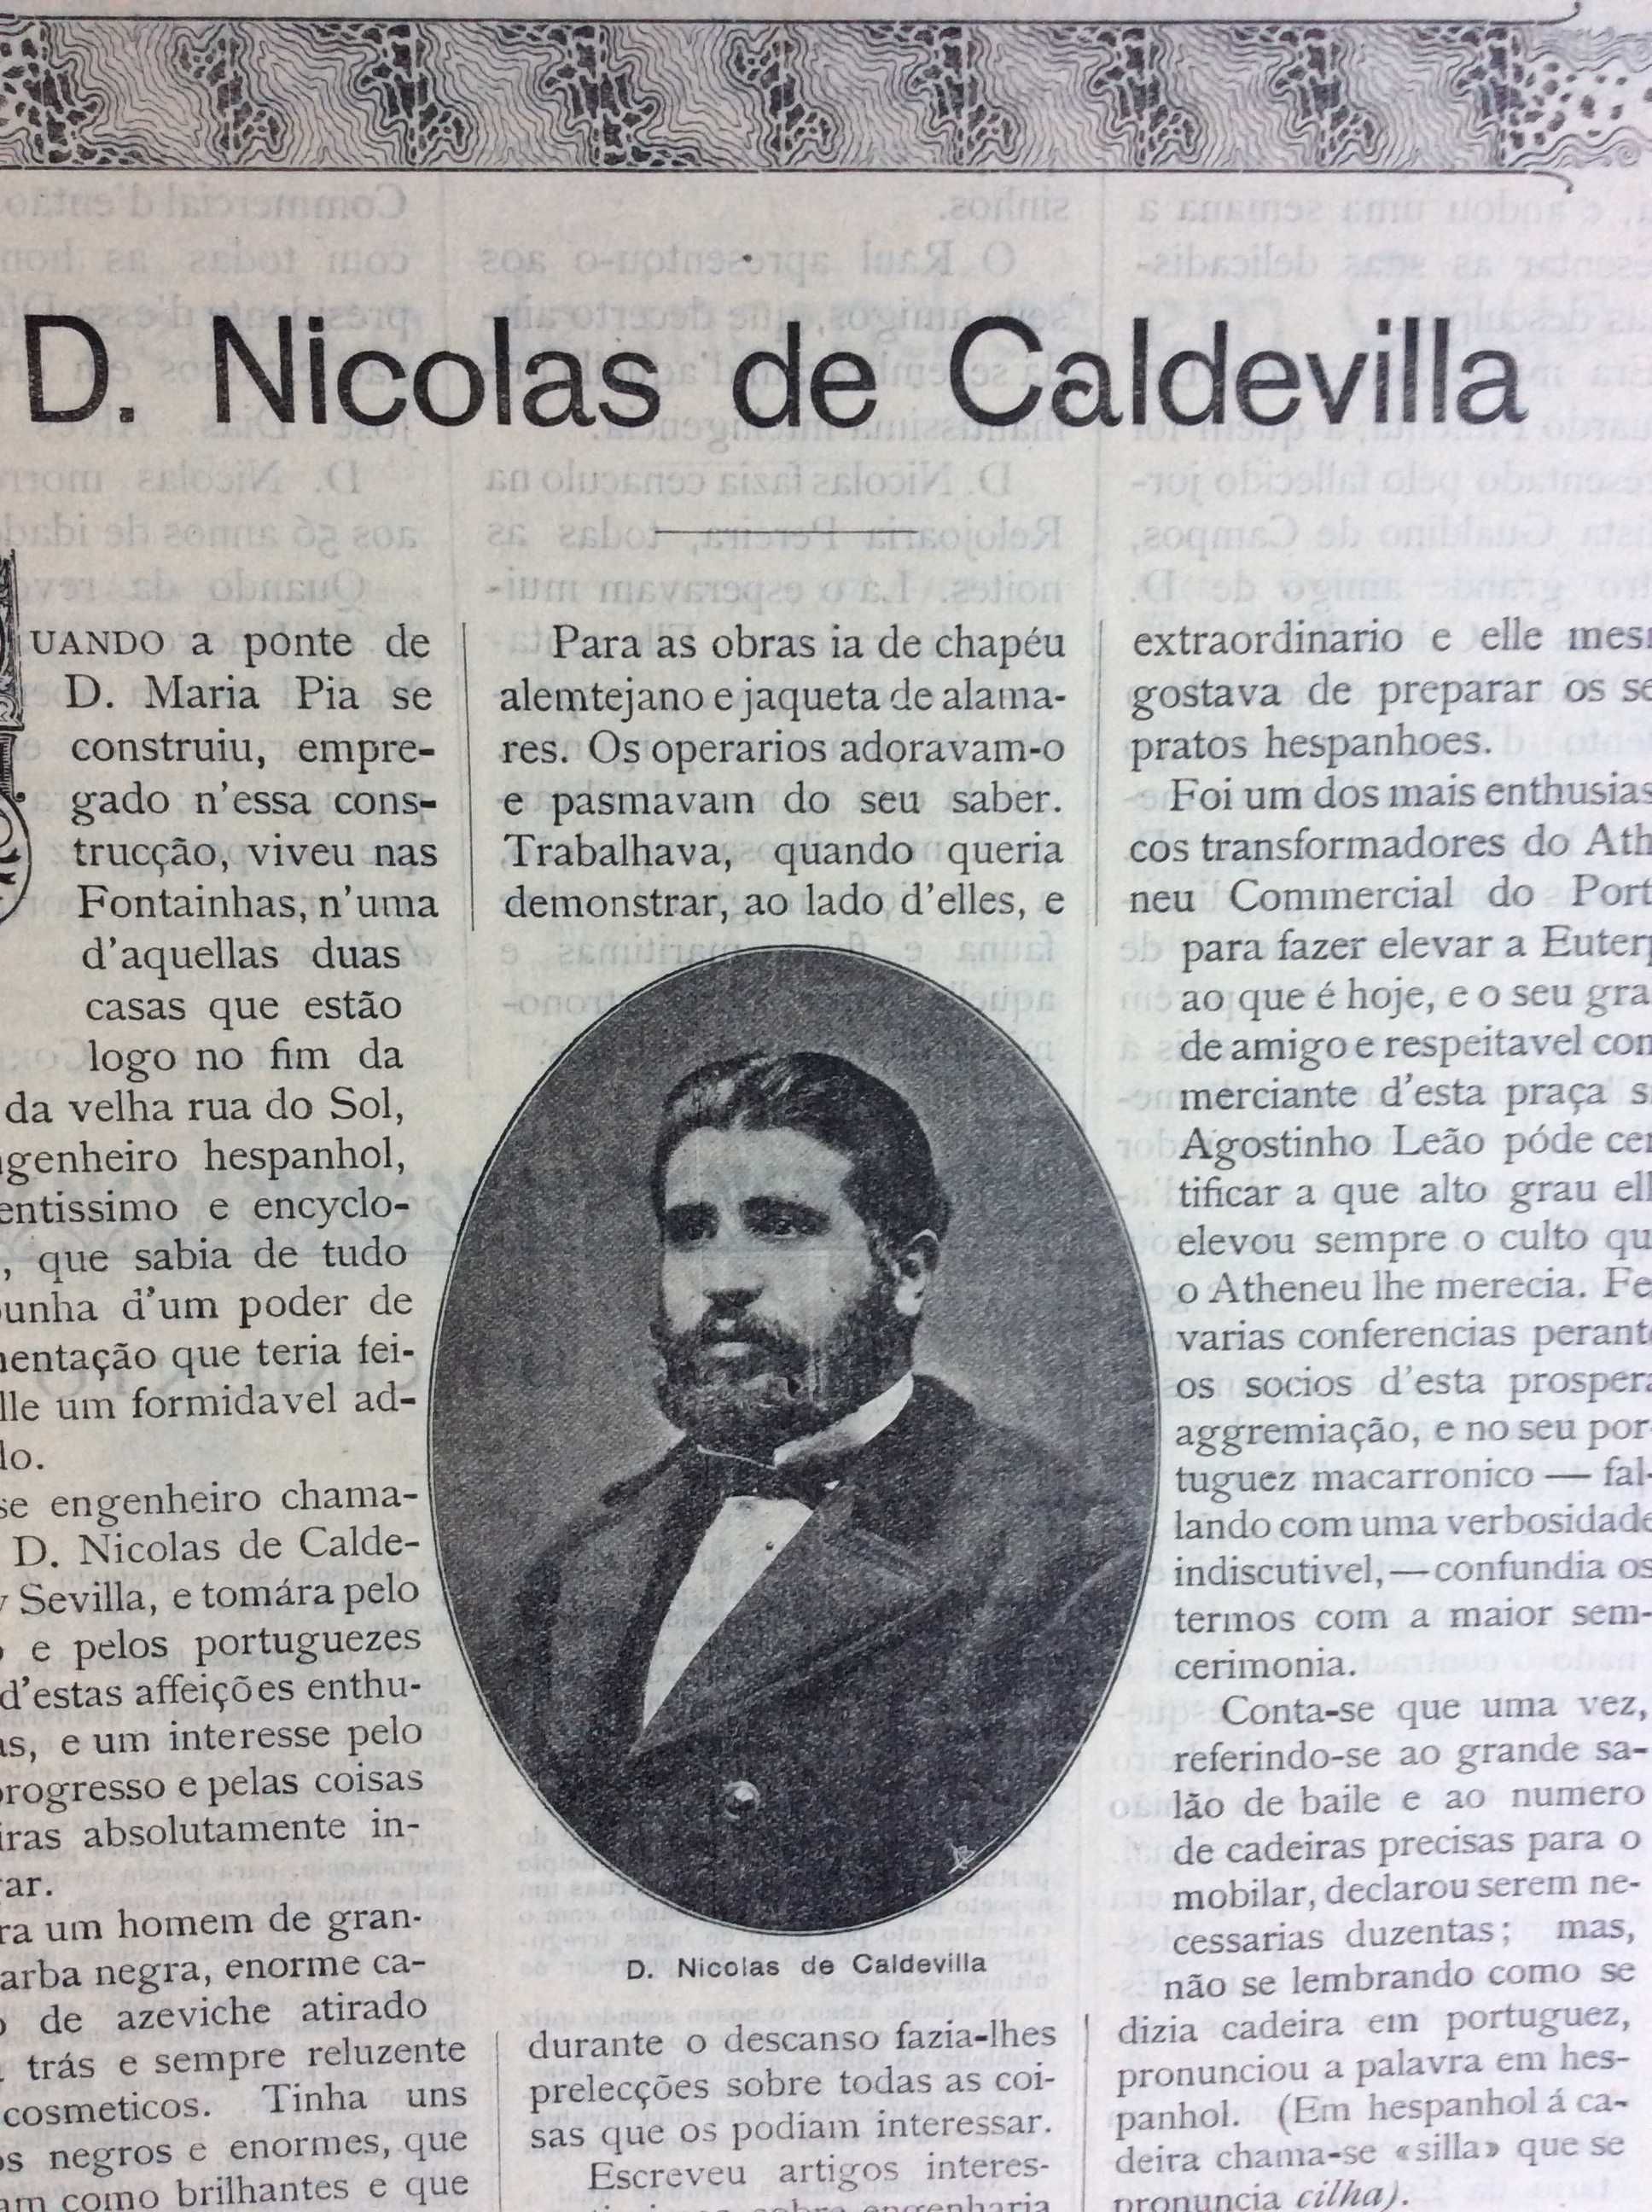 D. Nicolas de Caldevilla
UANDO a ponte de
D. Maria Pia se
construiu, empre-
gado n'essa cons-
trucção, viveu nas
Fontainhas, n'uma
d'aquellas duas
casas que estão
logo no fim da
da velha rua do Sol,
genheiro hespanhol,
entissimo e encyclo-
, que sabia de tudo
unha d'um poder de
entação que teria fei-
lle um formidavel ad-
do.
se engenheiro chama-
D. Nicolas de Calde-
y Sevilla, e tomára pelo
e pelos portuguezes
d'estas affeições enthu-
as, e um interesse pelo
progresso e pelas coisas
iras absolutamente in-
ar.
ra um homem de gran-
arba negra, enorme ca-
de azeviche atirado
trás e sempre reluzente
cosmeticos. Tinha uns
os negros e enormes, que
am como brilhantes e que
Para as obras ia de chapéu
alemtejano e jaqueta de alama-
res. Os operarios adoravam-o
e pasmavam do seu saber.
Trabalhava, quando queria
demonstrar, ao lado d'elles, e
D. Nicolas de Caldevilla
durante o descanso fazia-lhes
prelecções sobre todas as coi-
sas que os podiam interessar.
Escreveu artigos interes-
sobre engenharia
extraordinario e elle mes
gostava de preparar os se
pratos hespanhoes.
Foi um dos mais enthusias
cos transformadores do Ath
neu Commercial do Port
para fazer elevar a Euterp
ao que é hoje, e o seu gra
de amigo e respeitavel com
merciante d'esta praça s
Agostinho Leão póde cer
tificar a que alto grau ell
elevou sempre o culto qu
o Atheneu lhe merecia. Fe
varias conferencias perante
os socios d'esta prospera
aggremiação, e no seu por-
tuguez macarronico — fal-
lando com uma verbosidade
indiscutivel,—confundia os
termos com a maior sem-
cerimonia.
Conta-se que uma vez,
referindo-se ao grande sa-
lão de baile e ao numero
de cadeiras precisas para o
mobilar, declarou serem ne-
cessarias duzentas; mas,
não se lembrando como se
dizia cadeira em portuguez,
pronunciou a palavra em hes-
panhol. (Em hespanhol á ca-
deira chama-se «silla» que se
pronuncia cilha).